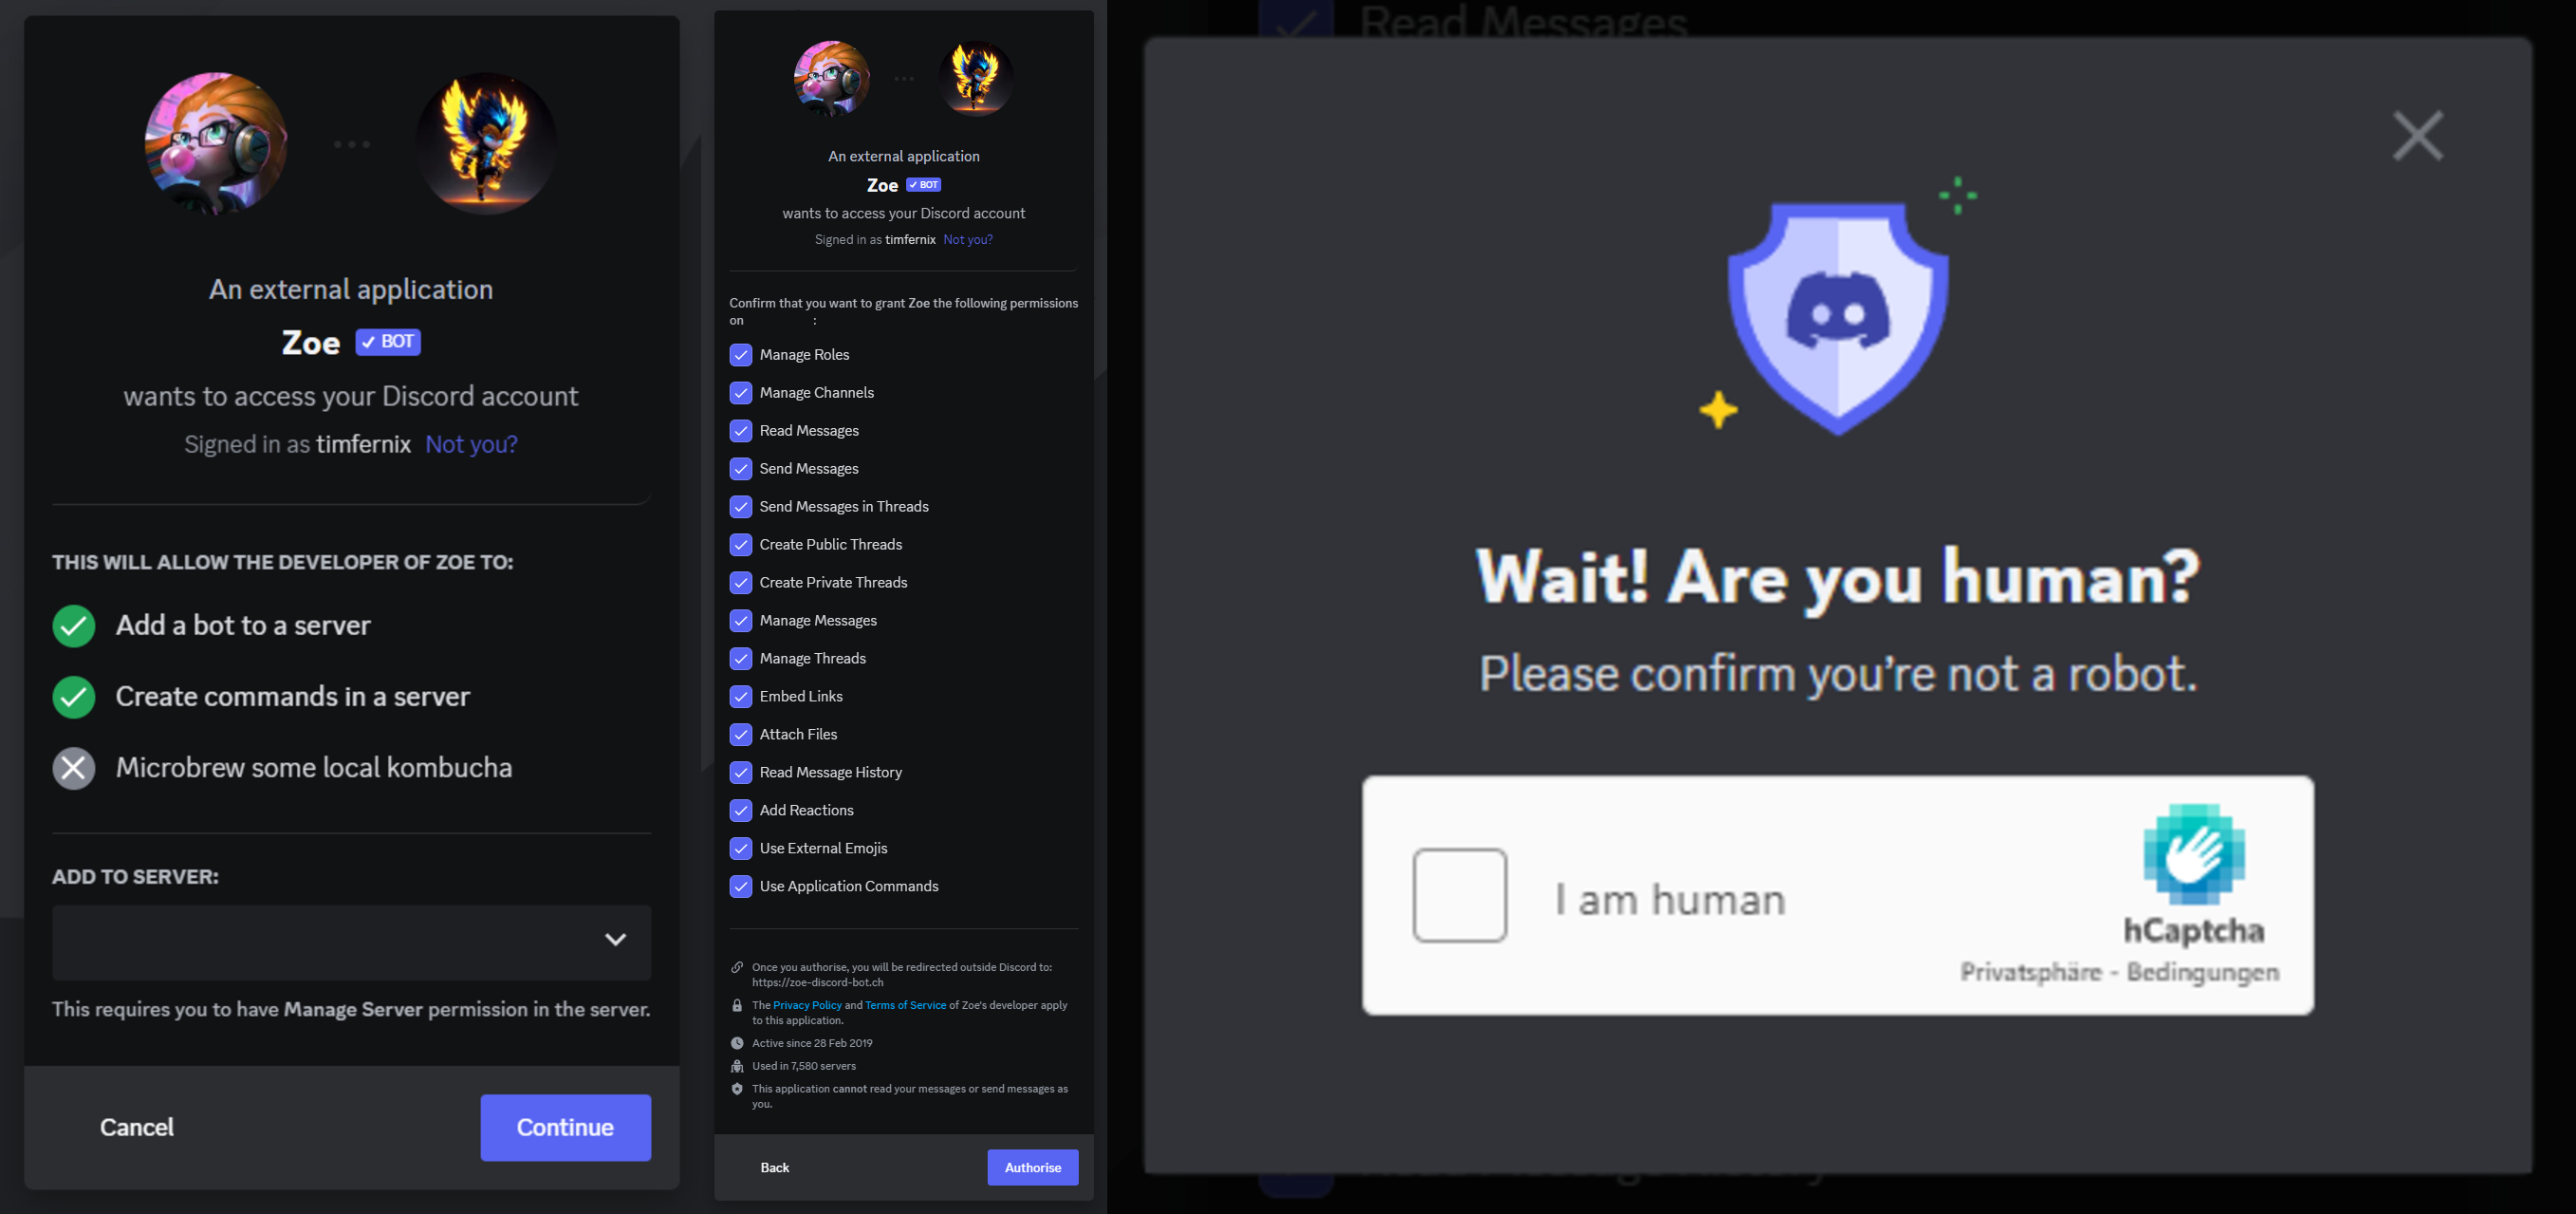 An external application
Zoe ✓ BOT
wants to access your Discord account
Signed in as timfernix Not you?
THIS WILL ALLOW THE DEVELOPER OF ZOE TO:
Add a bot to a server
Create commands in a server
Microbrew some local kombucha
ADD TO SERVER:
This requires you to have Manage Server permission in the server.
Cancel
Continue
An external application
Zoe ✓ BOT
wants to access your Discord account
Signed in as timfernix Not you?
Confirm that you want to grant Zoe the following permissions
on :
Manage Roles
Manage Channels
Read Messages
Send Messages
Send Messages in Threads
Create Public Threads
Create Private Threads
Manage Messages
Manage Threads
Embed Links
Attach Files
Read Message History
Add Reactions
Use External Emojis
Use Application Commands
Once you authorise, you will be redirected outside Discord to:
https://zoe-discord-bot.ch
The Privacy Policy and Terms of Service of Zoe's developer apply
to this application.
Active since 28 Feb 2019
Used in 7,580 servers
This application cannot read your messages or send messages as
you.
Back
Authorise
Read Messages
Wait! Are you human?
Please confirm you're not a robot.
I am human
hCaptcha
Privatsphäre - Bedingungen